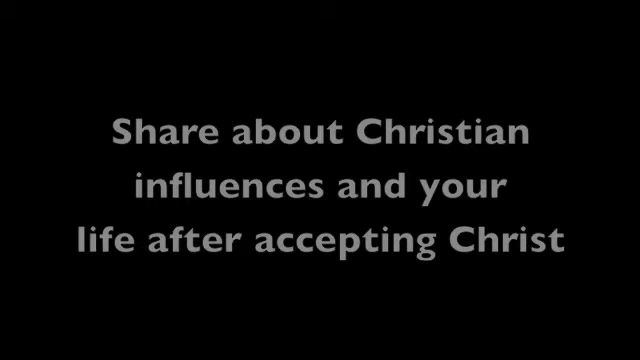 Share about Christian
influences and your
life after accepting Christ